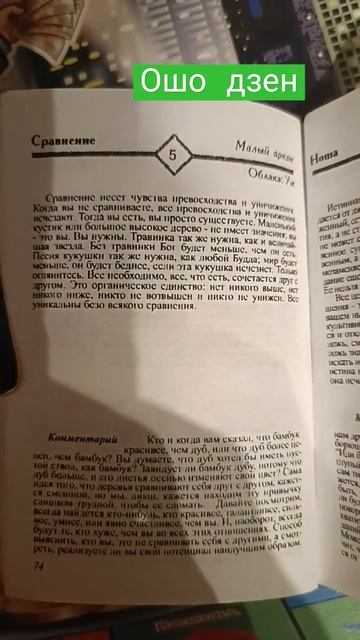 Ошо дзен
Сравнение
5
Малый аркан
Облака: Ум
Сравнение несет чувства превосходства и уничижения.
Когда вы не сравниваете, все превосходства и уничижения
исчезают. Тогда вы есть, вы просто существуете. Маленький
кустик или большое высокое дерево - не имеет значения, вы
- это вы. Вы нужны. Травинка так же нужна, как и величай-
шая звезда. Без травинки Бог будет меньше, чем он есть.
Песня кукушки так же нужна, как любой Будда; мир будет
меньше, он будет беднее, если эта кукушка исчезнет. Только
оглянитесь. Все необходимо, все, что есть, сочетается друг с
другом. Это органическое единство: нет никого выше, нет
никого ниже, никто не возвышен и никто не унижен. Все
уникальны безо всякого сравнения.
Комментарий Кто и когда вам сказал, что бамбук
красивее, чем дуб, или что дуб более це-
нен, чем бамбук? Вы думаете, что дуб хотел бы иметь пус-
той ствол, как бамбук? Завидует ли бамбук дубу, потому что
дуб больше, и его листья осенью изменяют свой цвет? Сама
идея того, что деревья сравнивают себя друг с другом, кажет-
ся смешной, но мы, люди, кажется находим эту привычку
слишком трудной, чтобы ее сломать. Давайте посмотрим,
всегда найдется кто-нибудь, кто красивее, талантливее, силь-
нее, умнее, или явно счастливее, чем вы. И, наоборот, всегда
будут те, кто хуже, чем вы во всех этих отношениях. Способ
выяснить, кто вы, это не сравнивать себя с другими, а смот-
реть, реализуете ли вы свой потенциал наилучшим образом.
74
Ноша